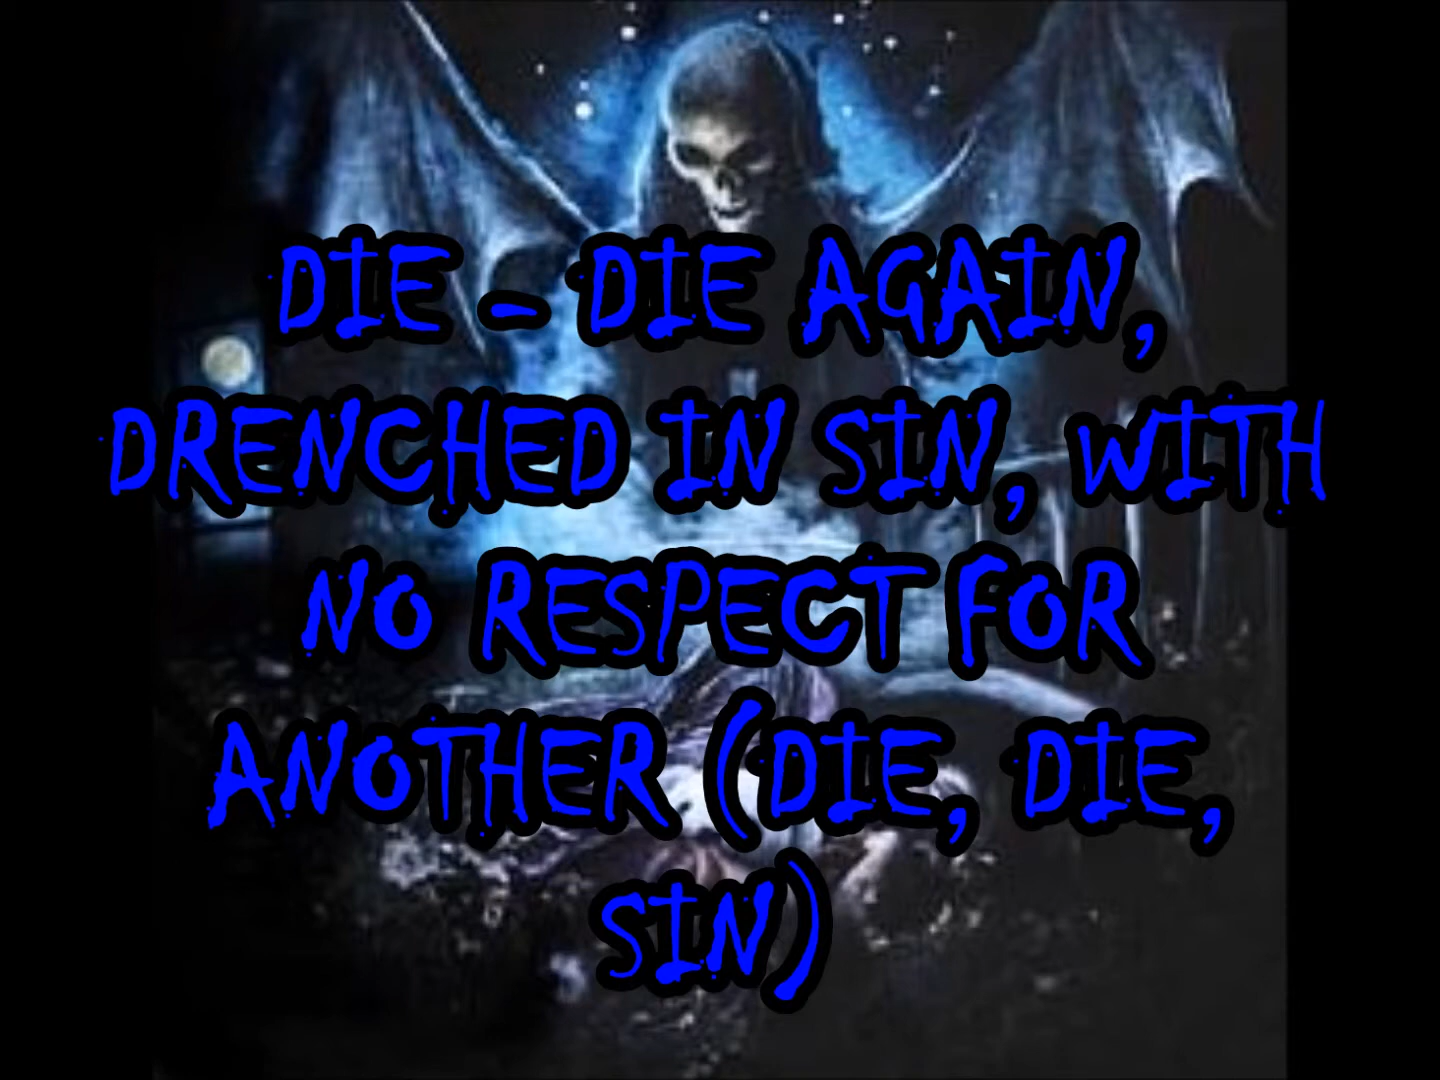 DIE - DIE AGAIN,
DRENCHED IN SIN, WITH
NO RESPECT FOR
ANOTHER (DIE, DIE,
SIN)